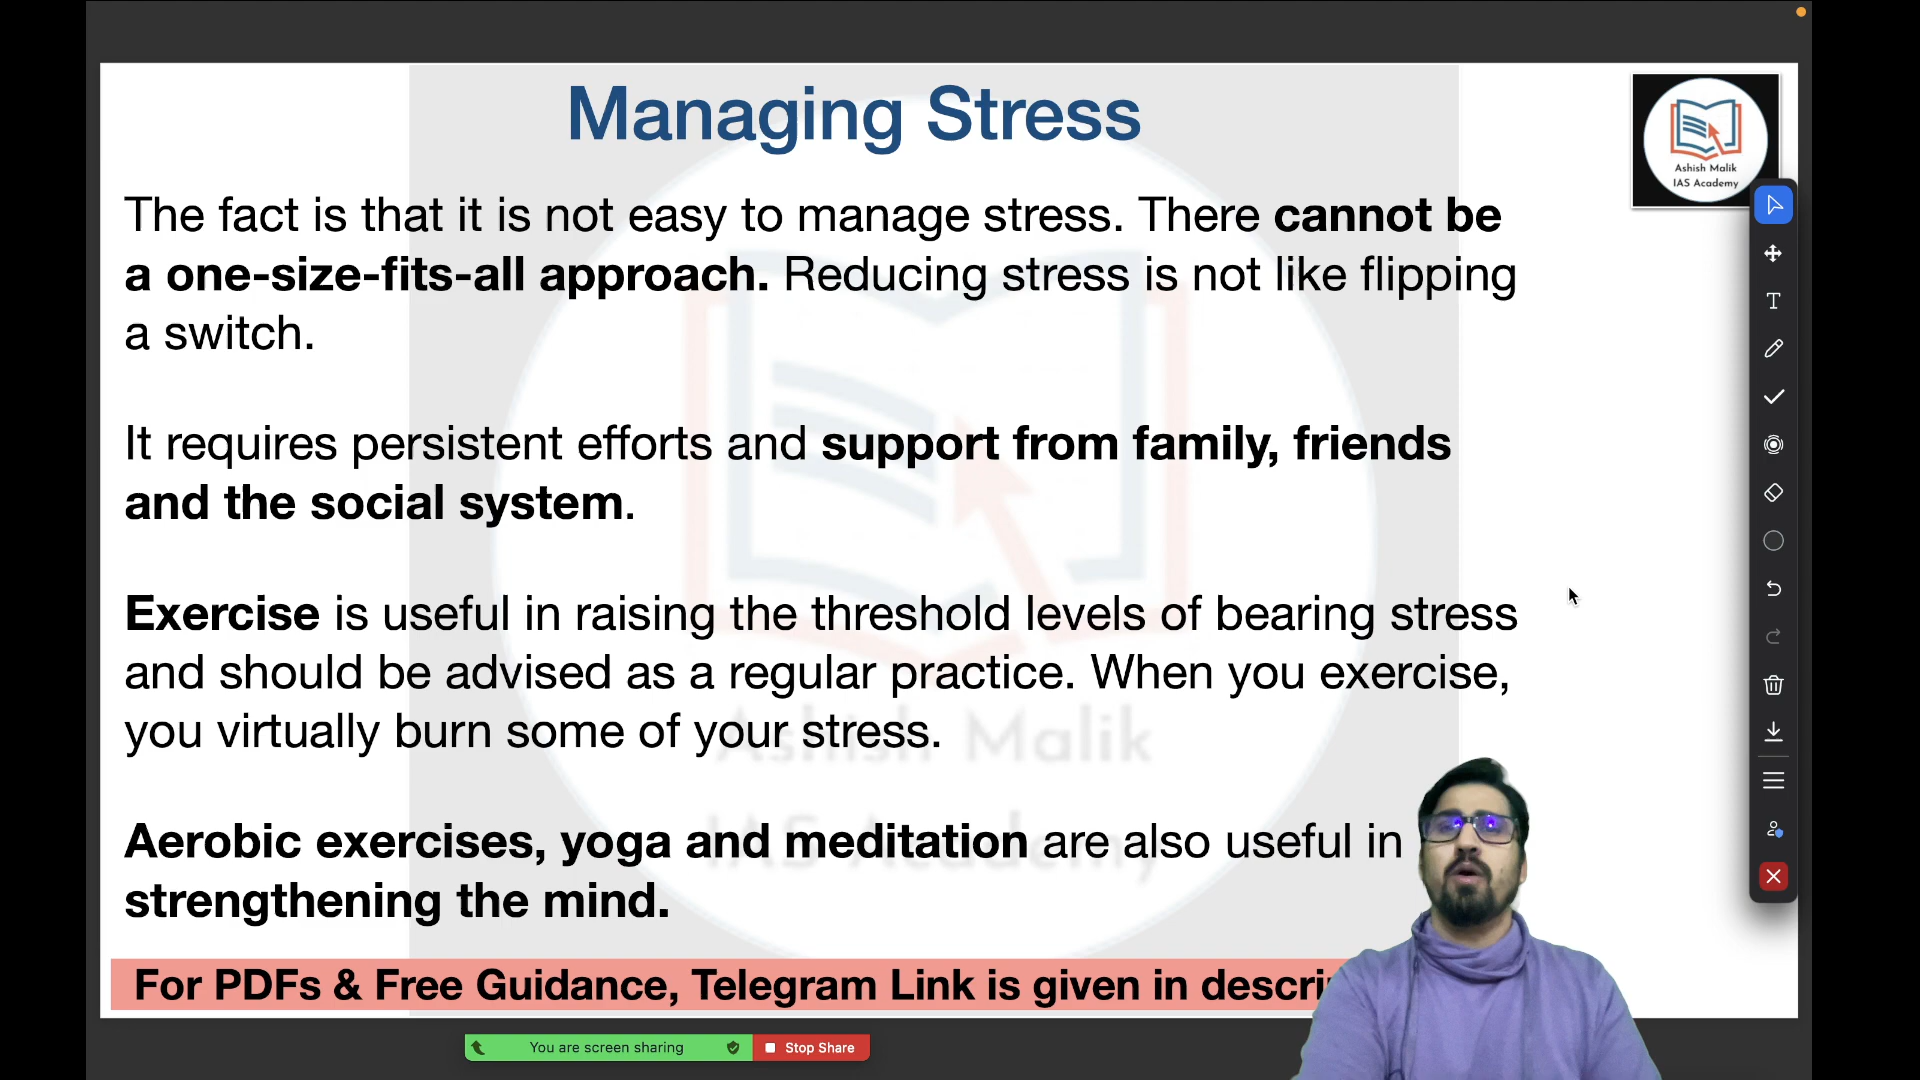 Managing Stress
Ashish Malik
IAS Academy
The fact is that it is not easy to manage stress. There cannot be
a one-size-fits-all approach. Reducing stress is not like flipping
a switch.
It requires persistent efforts and support from family, friends
and the social system.
Exercise is useful in raising the threshold levels of bearing stress
and should be advised as a regular practice. When you exercise,
you virtually burn some of your stress.
Ashish Malik
IAS Academy
Aerobic exercises, yoga and meditation are also useful in
strengthening the mind.
For PDFs & Free Guidance, Telegram Link is given in descri
You are screen sharing
Stop Share